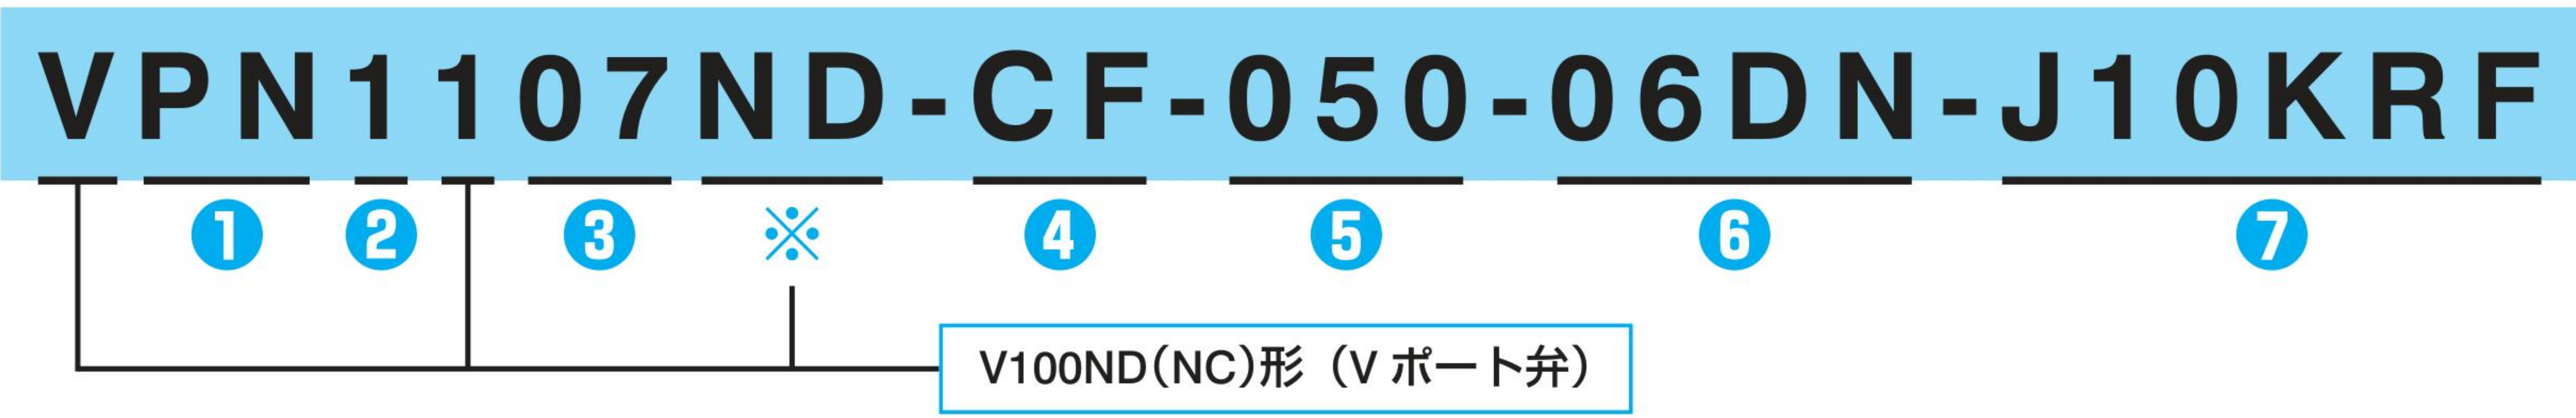 VPN1107ND-CF-050-06DN-J10KRF
❶ ❷ ❸ ※ ❹ ❺ ❻ ❼
V100ND(NC)形（V ポート弁）